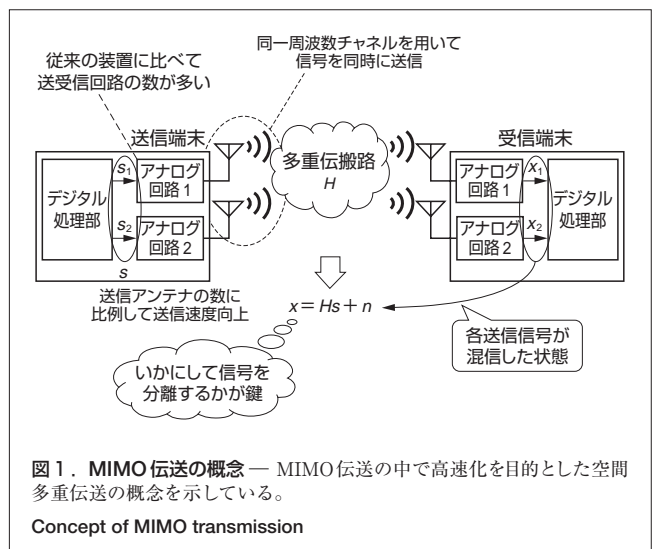 従来の装置に比べて
送受信回路の数が多い
同一周波数チャネルを用いて
信号を同時に送信
送信端末
デジタル
処理部
s1
s2
s
アナログ
回路1
アナログ
回路2
多重伝搬路
H
受信端末
アナログ
回路1
アナログ
回路2
x1
x2
デジタル
処理部
送信アンテナの数に
比例して送信速度向上
x=Hs+n
各送信信号が
混信した状態
いかにして信号を
分離するかが鍵
図1．MIMO伝送の概念 — MIMO伝送の中で高速化を目的とした空間
多重伝送の概念を示している。
Concept of MIMO transmission